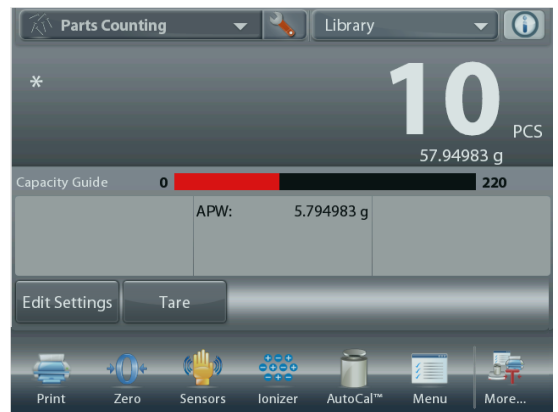 Parts Counting
Library
*
10
PCS
57.94983 g
Capacity Guide 0 220
APW: 5.794983 g
Edit Settings Tare
Print Zero Sensors Ionizer AutoCal™ Menu More...